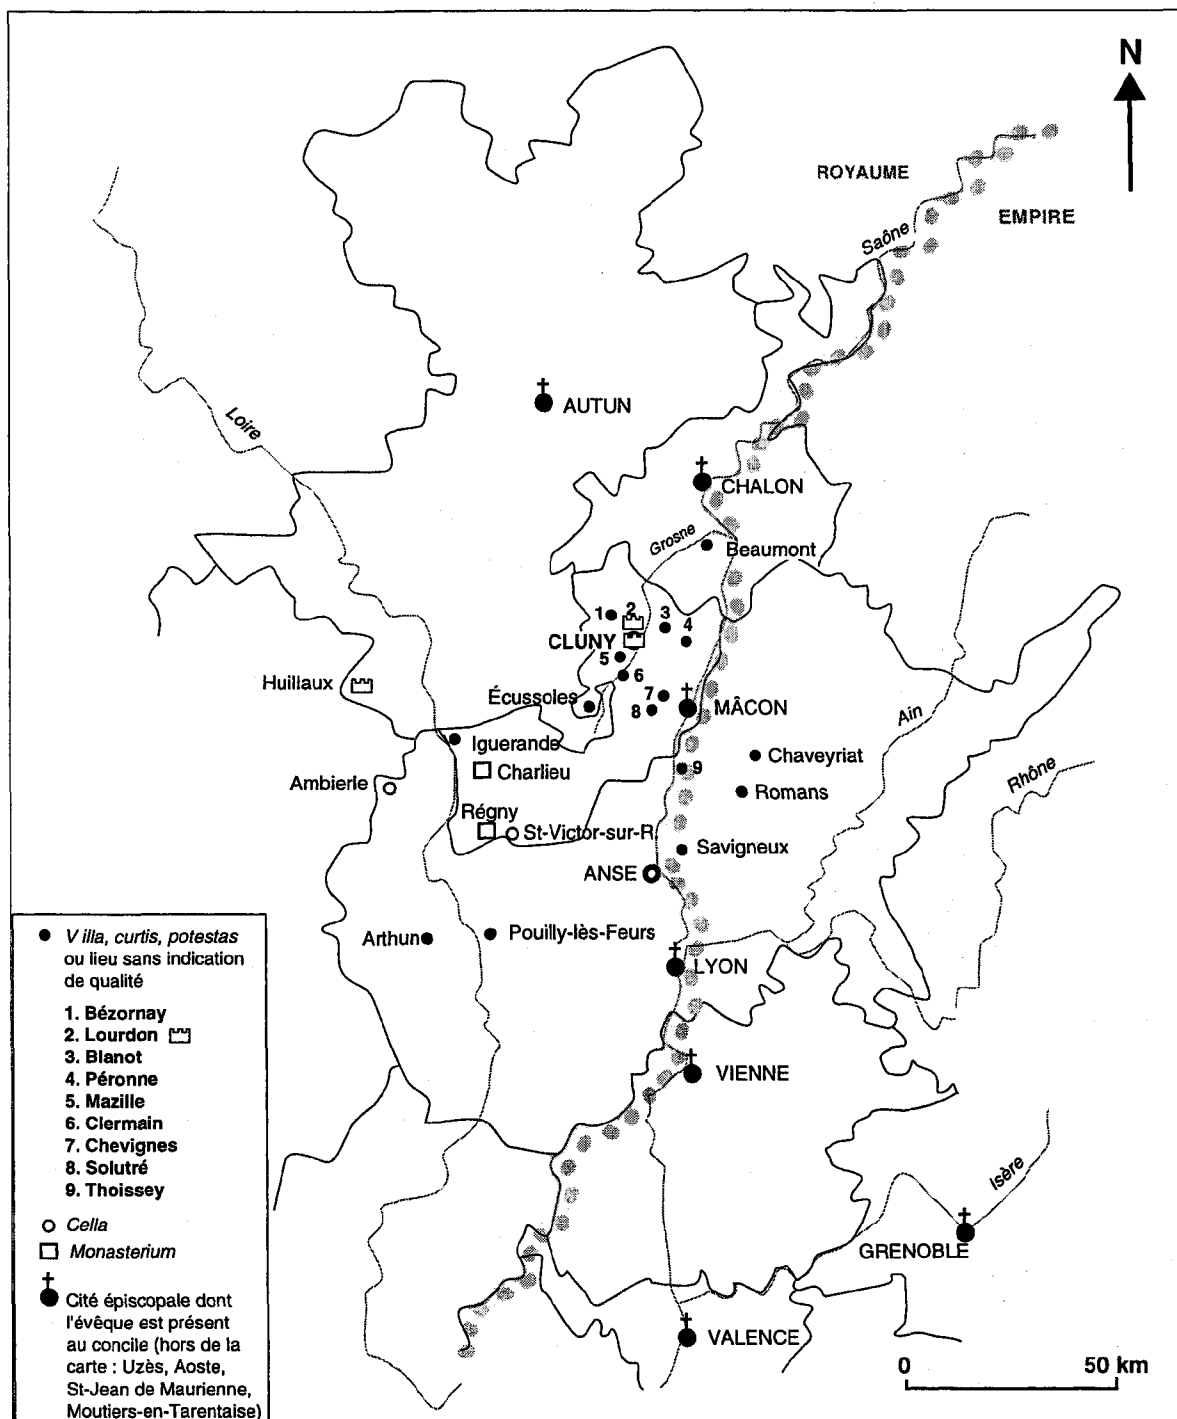 N
ROYAUME
EMPIRE
Saône
AUTUN
Loire
CHALON
Grosne
Beaumont
1
2
3
4
CLUNY
5
6
Huillaux
Écussoles
7
8
MÂCON
Ain
Iguerande
Chaveyriat
9
Charlieu
Rhône
Ambierle
Romans
Régny
St-Victor-sur-R
Savigneux
ANSE
Arthun
Pouilly-lès-Feurs
LYON
VIENNE
Isère
GRENOBLE
VALENCE
0 50 km
Villa, curtis, potestas
ou lieu sans indication
de qualité
1. Bézornay
2. Lourdon
3. Blanot
4. Péronne
5. Mazille
6. Clermain
7. Chevignes
8. Solutré
9. Thoissey
Cella
Monasterium
Cité épiscopale dont
l'évêque est présent
au concile (hors de la
carte : Uzès, Aoste,
St-Jean de Maurienne,
Moutiers-en-Tarentaise)